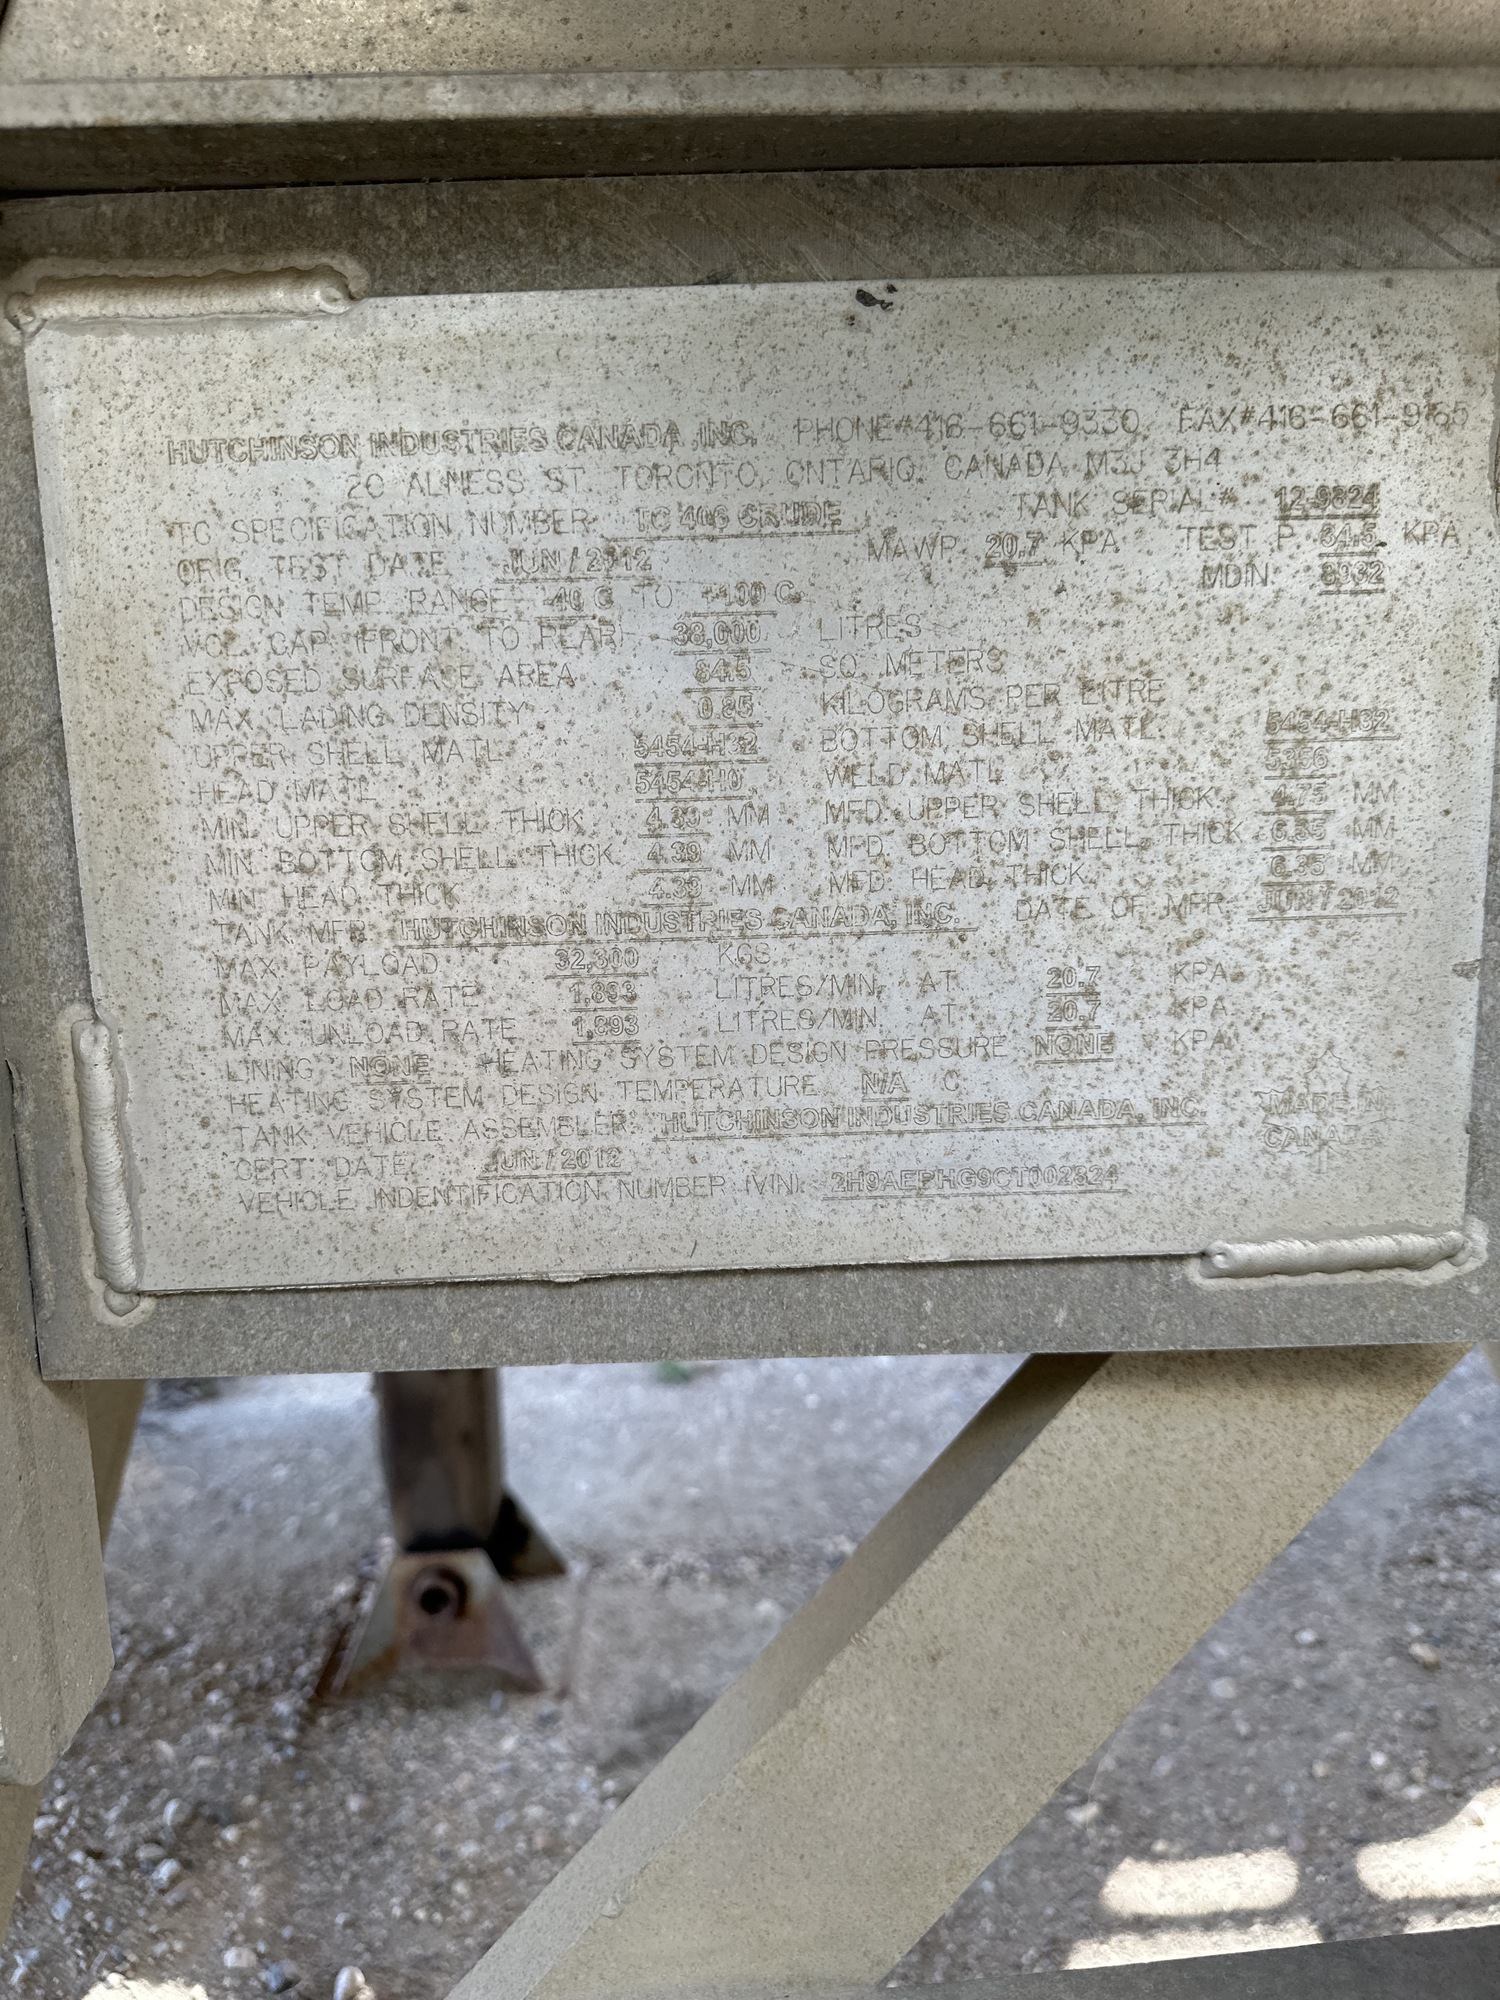 HUTCHINSON INDUSTRIES CANADA, INC. PHONE#416-661-9330 FAX#416-661-9165
20 ALNESS ST. TORONTO, ONTARIO, CANADA M3J 3H4
TC SPECIFICATION NUMBER TC 406 CRUDE TANK SERIAL# 12-9824
ORIG. TEST DATE JUN / 2012 MAWP 20.7 KPA TEST P 34.5 KPA
DESIGN TEMP. RANGE -40 C TO +100 C MDIN 8932
VOL. CAP. (FRONT TO REAR) 38,000 LITRES
EXPOSED SURFACE AREA 84.5 SQ. METERS
MAX. LADING DENSITY 0.85 KILOGRAMS PER LITRE
UPPER SHELL MATL. 5454-H32 BOTTOM SHELL MATL. 5454-H32
HEAD MATL. 5454-H0 WELD MATL. 5356
MIN. UPPER SHELL THICK. 4.39 MM MFD. UPPER SHELL THICK. 4.75 MM
MIN. BOTTOM SHELL THICK. 4.39 MM MFD. BOTTOM SHELL THICK 6.35 MM
MIN. HEAD THICK. 4.39 MM MFD. HEAD THICK. 6.35 MM
TANK MFR. HUTCHINSON INDUSTRIES CANADA, INC. DATE OF MFR. JUN / 2012
MAX. PAYLOAD 32,300 KGS.
MAX. LOAD RATE 1,893 LITRES/MIN. AT 20.7 KPA
MAX. UNLOAD RATE 1,893 LITRES/MIN. AT 20.7 KPA
LINING NONE HEATING SYSTEM DESIGN PRESSURE NONE KPA
HEATING SYSTEM DESIGN TEMPERATURE N/A C
TANK VEHICLE ASSEMBLER HUTCHINSON INDUSTRIES CANADA, INC.
MADE IN
CANADA
CERT. DATE JUN / 2012
VEHICLE INDENTIFICATION NUMBER (VIN)